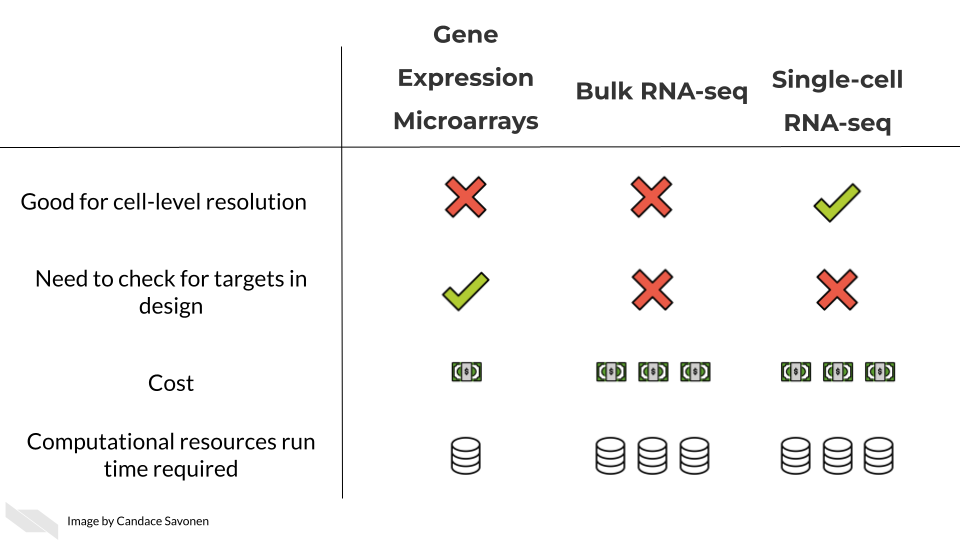 Gene
Expression
Microarrays
Bulk RNA-seq
Single-cell
RNA-seq
Good for cell-level resolution
Need to check for targets in
design
Cost
Computational resources run
time required
Image by Candace Savonen